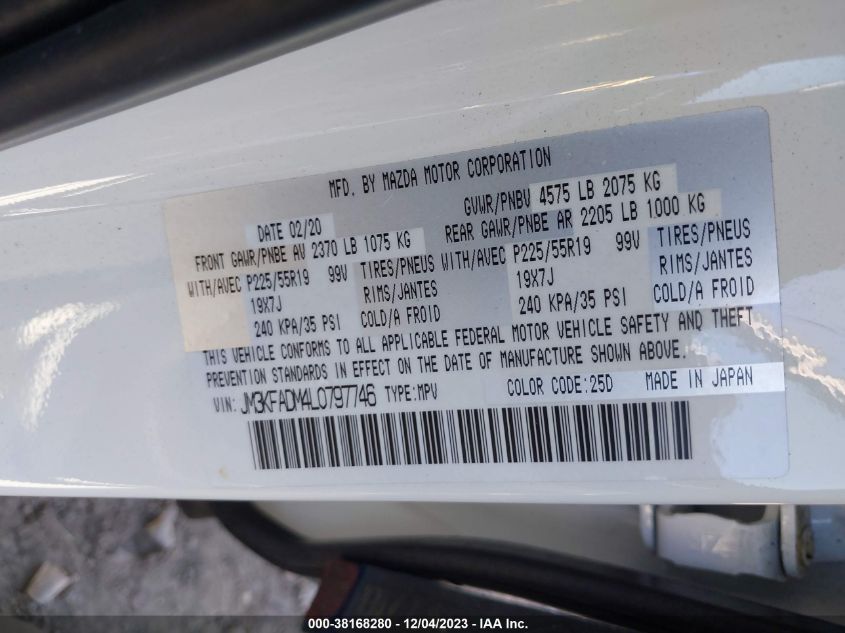 MFD. BY MAZDA MOTOR CORPORATION
DATE 02/20 GVWR/PNBV 4575 LB 2075 KG
FRONT GAWR/PNBE AV 2370 LB 1075 KG REAR GAWR/PNBE AR 2205 LB 1000 KG
WITH/AVEC P225/55R19 99V TIRES/PNEUS WITH/AVEC P225/55R19 99V TIRES/PNEUS
19X7J RIMS/JANTES 19X7J RIMS/JANTES
240 KPA/35 PSI COLD/A FROID 240 KPA/35 PSI COLD/A FROID
THIS VEHICLE CONFORMS TO ALL APPLICABLE FEDERAL MOTOR VEHICLE SAFETY AND THEFT
PREVENTION STANDARDS IN EFFECT ON THE DATE OF MANUFACTURE SHOWN ABOVE.
VIN: JM3KFADM4L0797746 TYPE:MPV COLOR CODE:25D MADE IN JAPAN
000-38168280 - 12/04/2023 - IAA Inc.